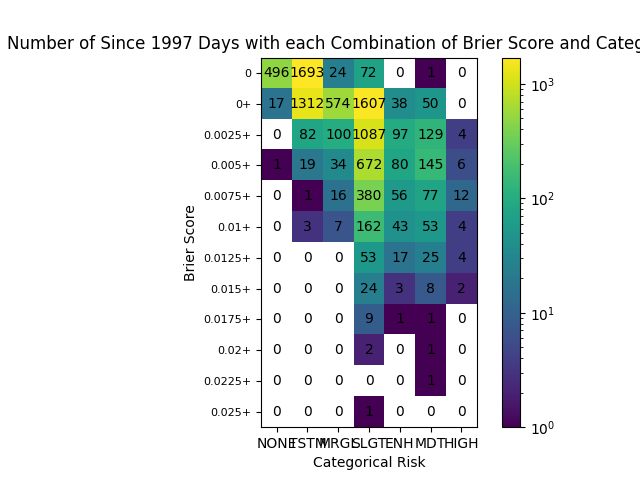 Number of Since 1997 Days with each Combination of Brier Score and Categ
0 496 1693 24 72 0 1 0
0+ 17 1312 574 1607 38 50 0
0.0025+ 0 82 100 1087 97 129 4
0.005+ 1 19 34 672 80 145 6
0.0075+ 0 1 16 380 56 77 12
0.01+ 0 3 7 162 43 53 4
0.0125+ 0 0 0 53 17 25 4
0.015+ 0 0 0 24 3 8 2
0.0175+ 0 0 0 9 1 1 0
0.02+ 0 0 0 2 0 1 0
0.0225+ 0 0 0 0 0 1 0
0.025+ 0 0 0 1 0 0 0
NONE TSTM MRGL SLGT ENH MDT HIGH
Categorical Risk
Brier Score
10³
10²
10¹
10⁰